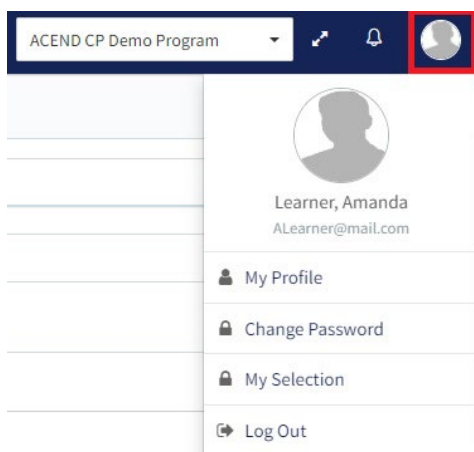 ACEND CP Demo Program
Learner, Amanda
ALearner@mail.com
My Profile
Change Password
My Selection
Log Out